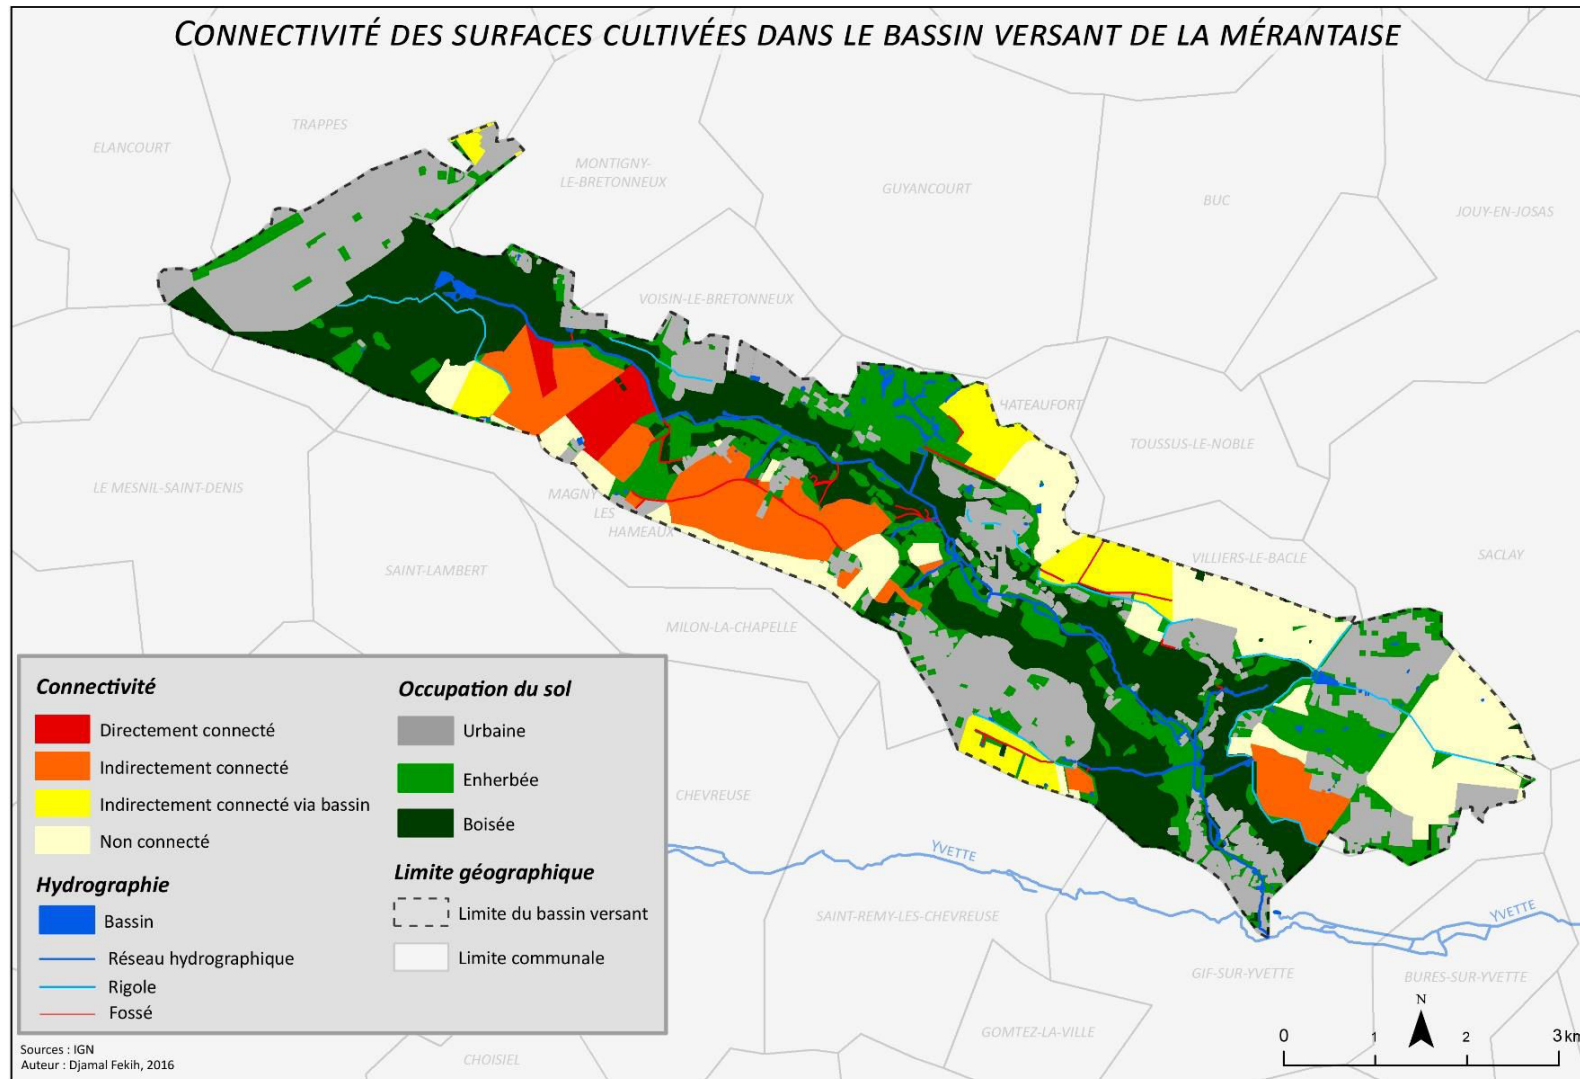 CONNECTIVITÉ DES SURFACES CULTIVÉES DANS LE BASSIN VERSANT DE LA MÉRANTAISE
TRAPPES
ELANCOURT
MONTIGNY-
LE-BRETONNEUX
GUYANCOURT
BUC
JOUY-EN-JOSAS
VOISIN-LE-BRETONNEUX
HATEAUFORT
TOUSSUS-LE-NOBLE
LE MESNIL-SAINT-DENIS
MAGNY
LES
HAMEAUX
VILLIERS-LE-BACLE
SACLAY
SAINT-LAMBERT
MILON-LA-CHAPELLE
CHEVREUSE
YVETTE
SAINT-REMY-LES-CHEVREUSE
YVETTE
GIF-SUR-YVETTE
BURES-SUR-YVETTE
GOMTEZ-LA-VILLE
CHOISIEL
Connectivité
Directement connecté
Indirectement connecté
Indirectement connecté via bassin
Non connecté
Hydrographie
Bassin
Réseau hydrographique
Rigole
Fossé
Occupation du sol
Urbaine
Enherbée
Boisée
Limite géographique
Limite du bassin versant
Limite communale
Sources : IGN
Auteur : Djamal Fekih, 2016
N
0 1 2 3 km